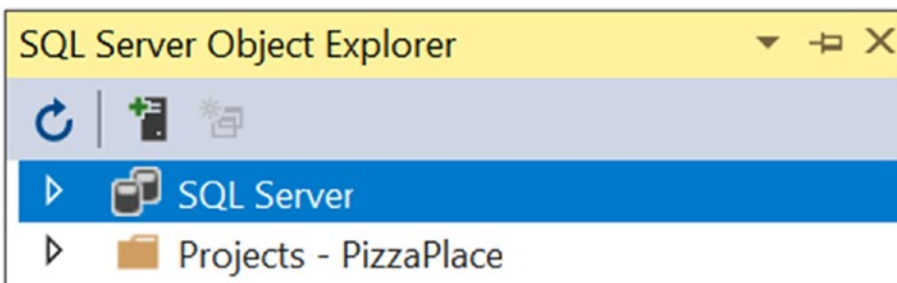 SQL Server Object Explorer
SQL Server
Projects - PizzaPlace